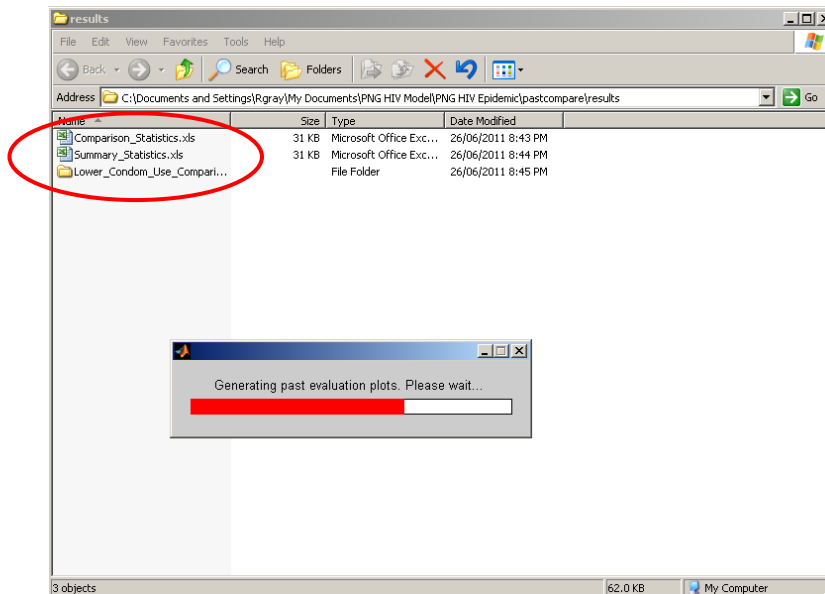 results
File Edit View Favorites Tools Help
Back Search Folders
Address C:\Documents and Settings\Rgray\My Documents\PNG HIV Model\PNG HIV Epidemic\pastcompare\results Go
Name Size Type Date Modified
Comparison_Statistics.xls 31 KB Microsoft Office Exc... 26/06/2011 8:43 PM
Summary_Statistics.xls 31 KB Microsoft Office Exc... 26/06/2011 8:44 PM
Lower_Condom_Use_Compari... File Folder 26/06/2011 8:45 PM
Generating past evaluation plots. Please wait...
3 objects 62.0 KB My Computer